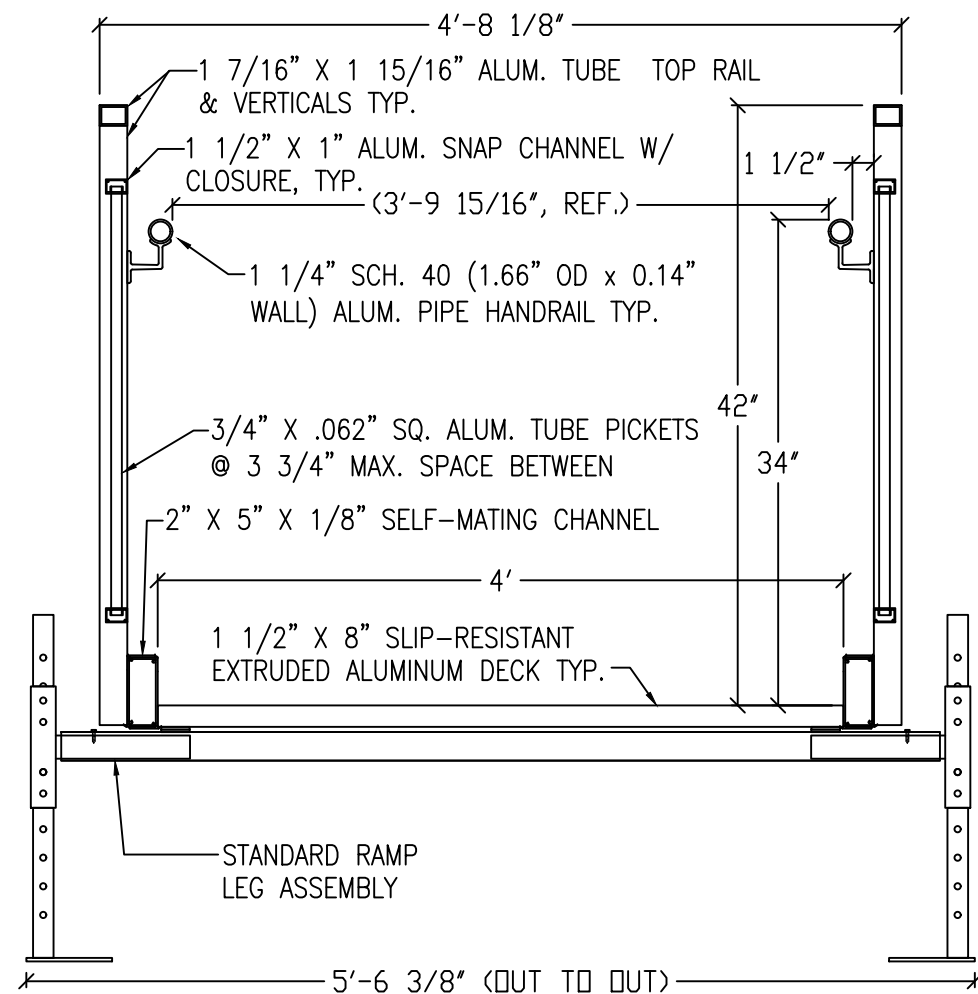 4'-8 1/8"
1 7/16” X 1 15/16” ALUM. TUBE TOP RAIL
& VERTICALS TYP.
1 1/2” X 1” ALUM. SNAP CHANNEL W/
CLOSURE, TYP.
1 1/2"
(3'-9 15/16", REF.)
1 1/4” SCH. 40 (1.66” OD x 0.14”
WALL) ALUM. PIPE HANDRAIL TYP.
42"
34"
3/4” X .062” SQ. ALUM. TUBE PICKETS
@ 3 3/4” MAX. SPACE BETWEEN
2” X 5” X 1/8” SELF-MATING CHANNEL
4'
1 1/2” X 8” SLIP-RESISTANT
EXTRUDED ALUMINUM DECK TYP.
STANDARD RAMP
LEG ASSEMBLY
5'-6 3/8" (OUT TO OUT)